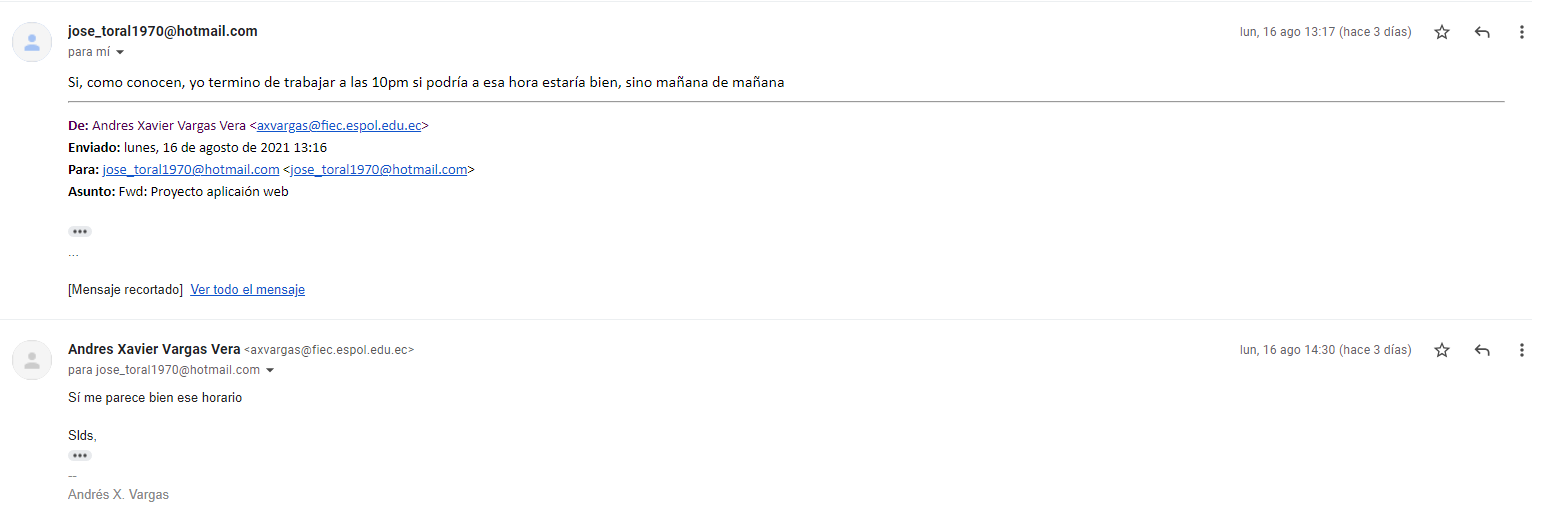 jose_toral1970@hotmail.com
lun, 16 ago 13:17 (hace 3 días)
para mí
Si, como conocen, yo termino de trabajar a las 10pm si podría a esa hora estaría bien, sino mañana de mañana
De: Andres Xavier Vargas Vera <axvargas@fiec.espol.edu.ec>
Enviado: lunes, 16 de agosto de 2021 13:16
Para: jose_toral1970@hotmail.com <jose_toral1970@hotmail.com>
Asunto: Fwd: Proyecto aplicaión web
...
[Mensaje recortado] Ver todo el mensaje
Andres Xavier Vargas Vera <axvargas@fiec.espol.edu.ec>
lun, 16 ago 14:30 (hace 3 días)
para jose_toral1970@hotmail.com
Sí me parece bien ese horario
Slds,
--
Andrés X. Vargas